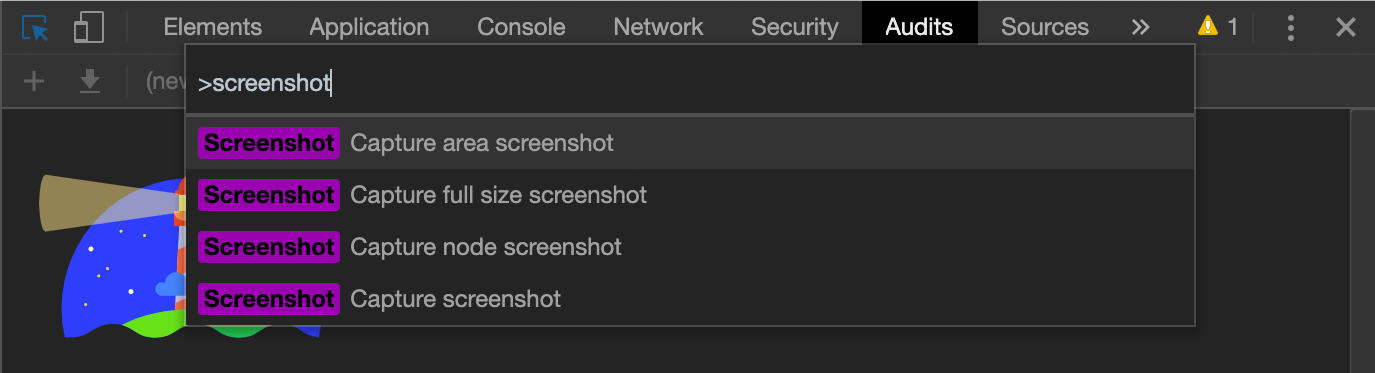 Elements Application Console Network Security Audits Sources » 1
>screenshot
(new
Screenshot Capture area screenshot
Screenshot Capture full size screenshot
Screenshot Capture node screenshot
Screenshot Capture screenshot